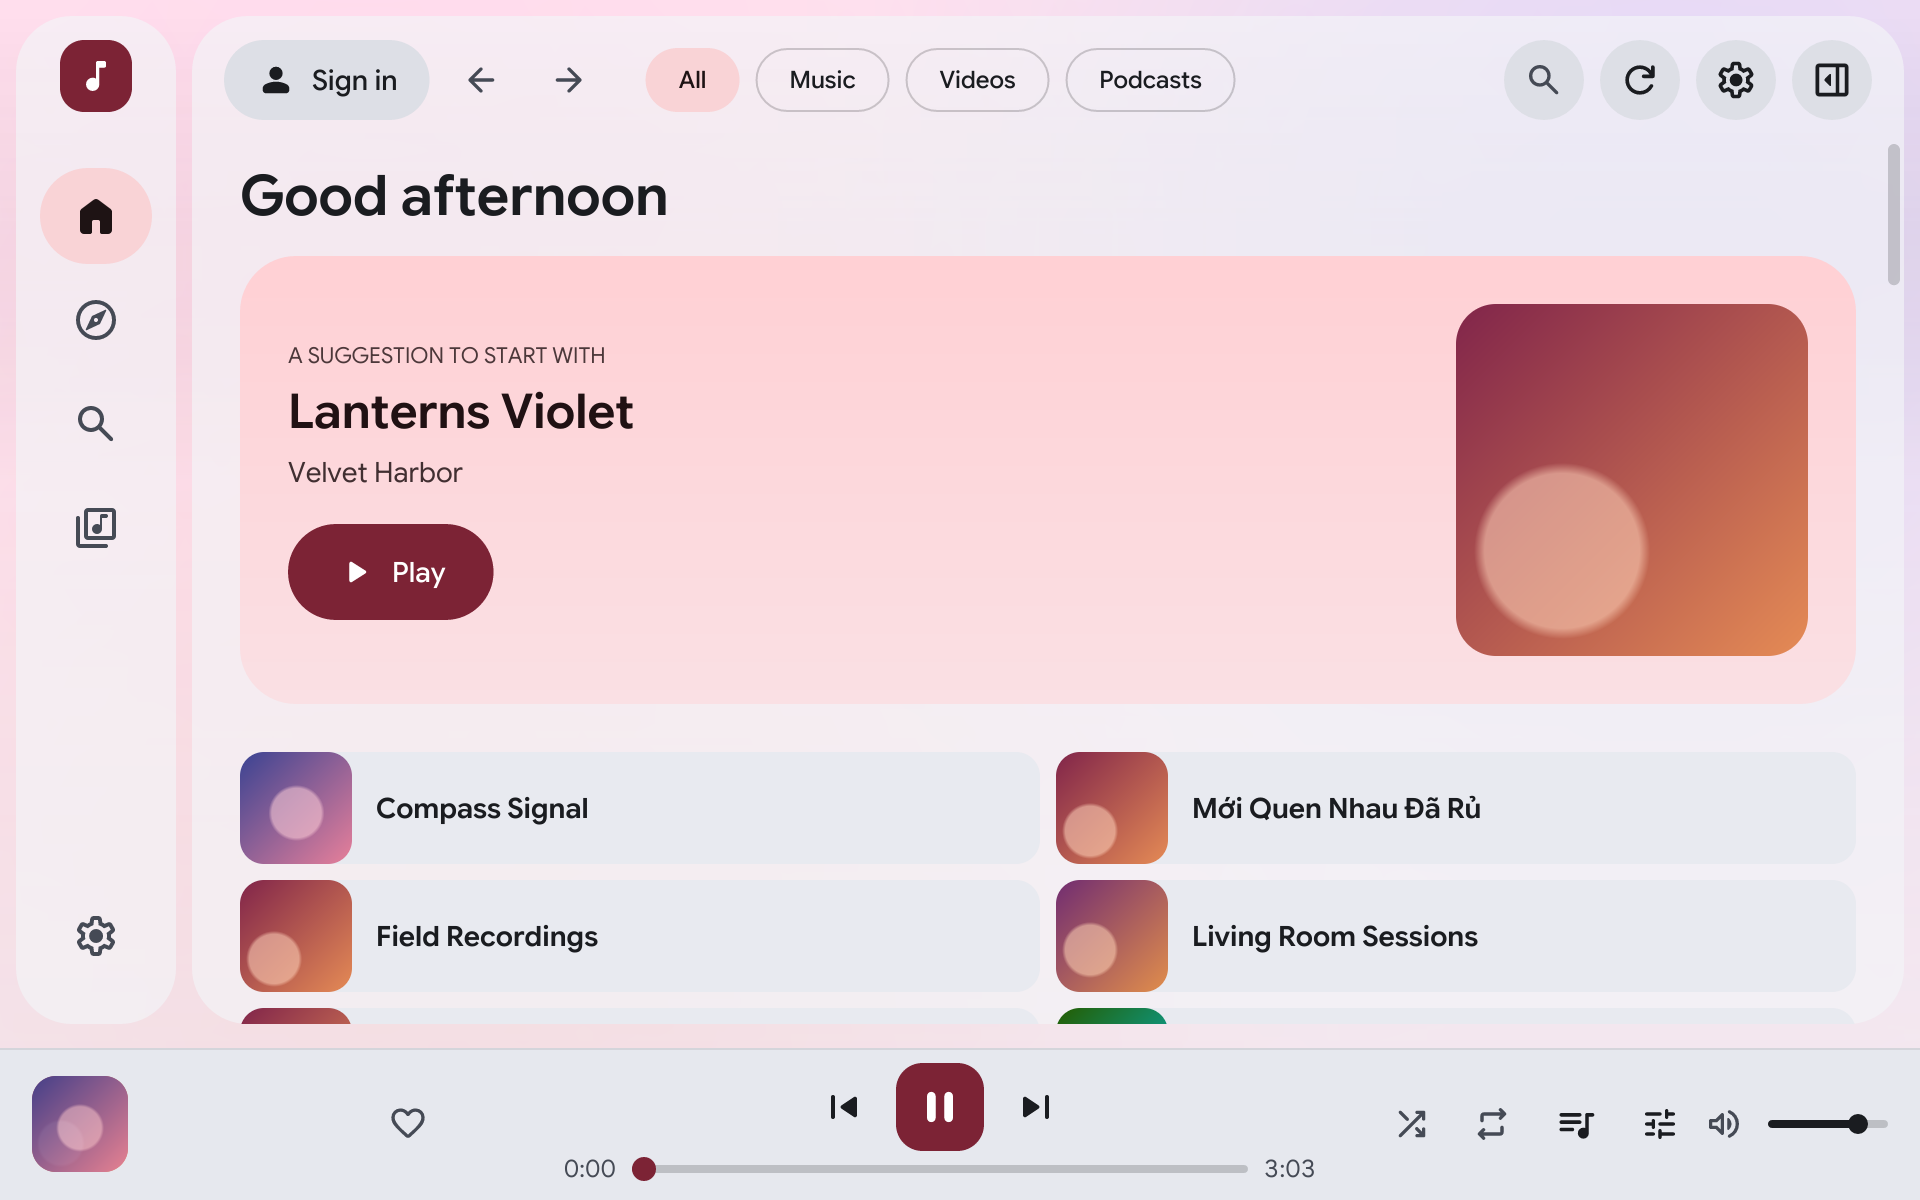 Sign in
All
Music
Videos
Podcasts
Good afternoon
A SUGGESTION TO START WITH
Lanterns Violet
Velvet Harbor
Play
Compass Signal
Mới Quen Nhau Đã Rủ
Field Recordings
Living Room Sessions
0:00
3:03